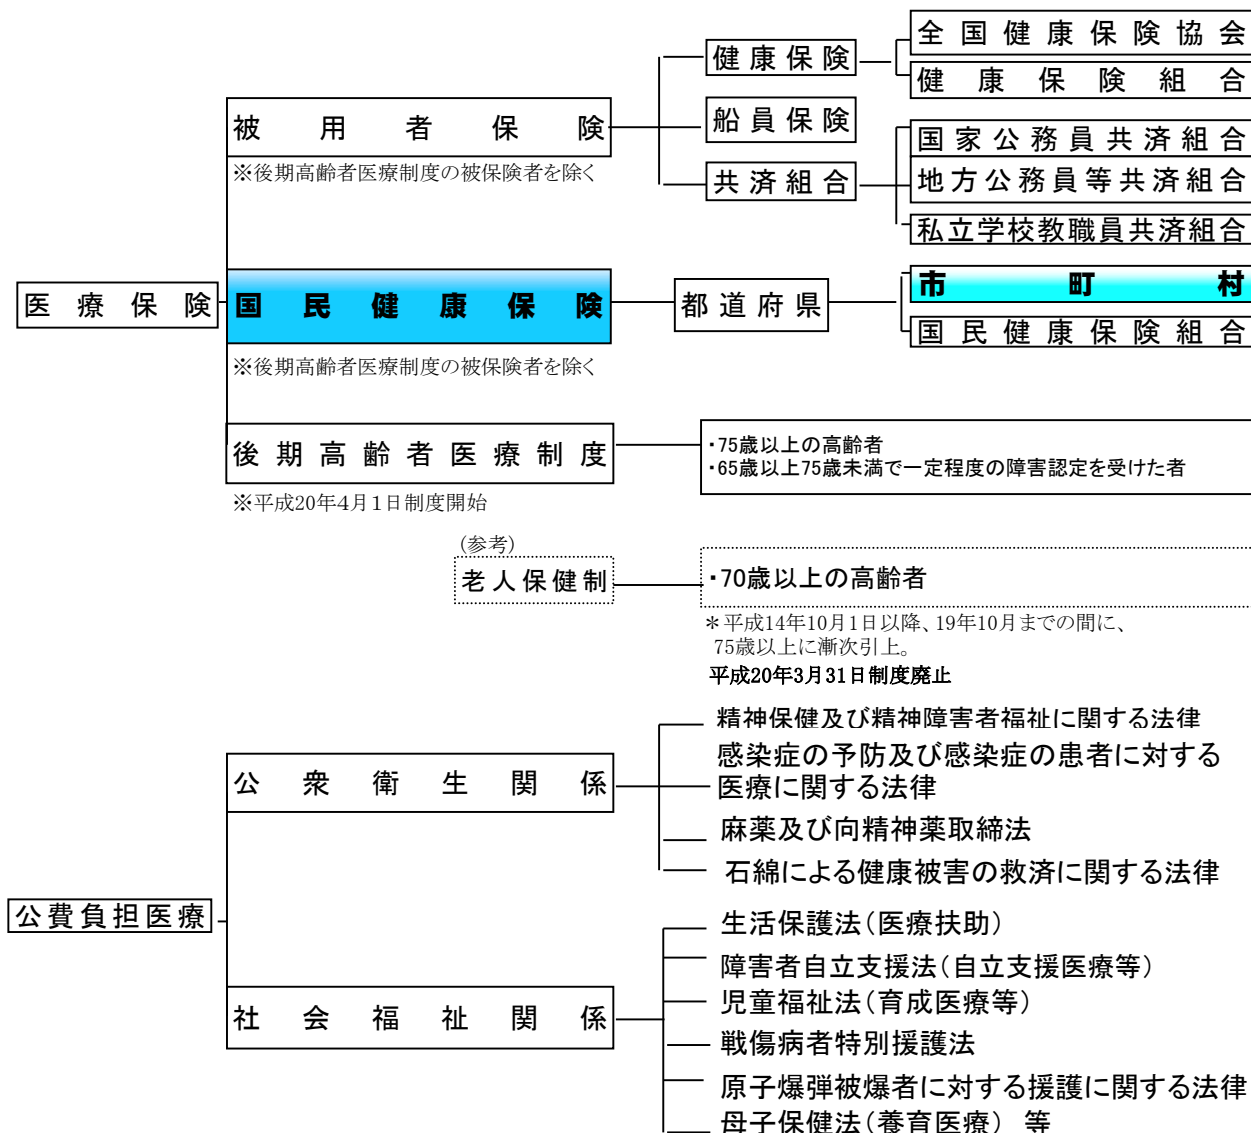 医療保険
被用者保険
※後期高齢者医療制度の被保険者を除く
健康保険
全国健康保険協会
健康保険組合
船員保険
共済組合
国家公務員共済組合
地方公務員等共済組合
私立学校教職員共済組合
国民健康保険
※後期高齢者医療制度の被保険者を除く
都道府県
市町村
国民健康保険組合
後期高齢者医療制度
※平成20年4月1日制度開始
・75歳以上の高齢者
・65歳以上75歳未満で一定程度の障害認定を受けた者
(参考)
老人保健制
・70歳以上の高齢者
＊平成14年10月1日以降、19年10月までの間に、
75歳以上に漸次引上。
平成20年3月31日制度廃止
公費負担医療
公衆衛生関係
精神保健及び精神障害者福祉に関する法律
感染症の予防及び感染症の患者に対する
医療に関する法律
麻薬及び向精神薬取締法
石綿による健康被害の救済に関する法律
社会福祉関係
生活保護法（医療扶助）
障害者自立支援法（自立支援医療等）
児童福祉法（育成医療等）
戦傷病者特別援護法
原子爆弾被爆者に対する援護に関する法律
母子保健法（養育医療） 等